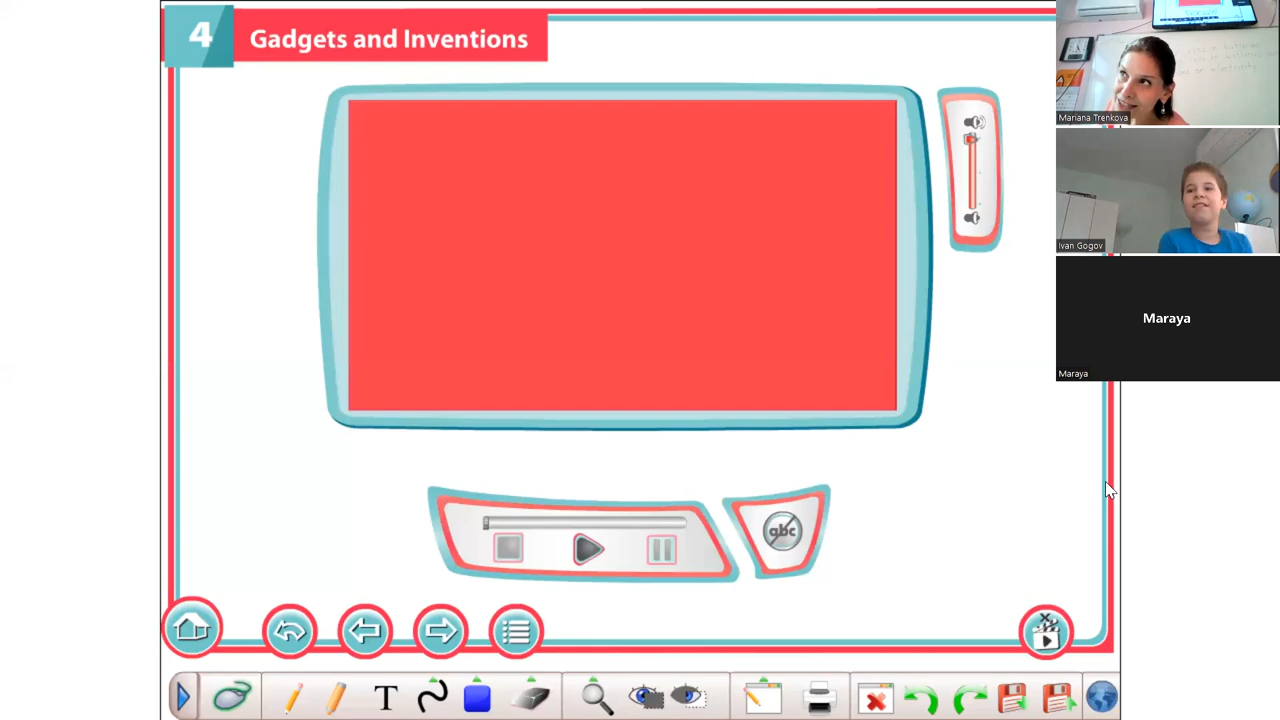 4
Gadgets and Inventions
abc
T
Mariana Trenkova
Ivan Gogov
Maraya
Maraya